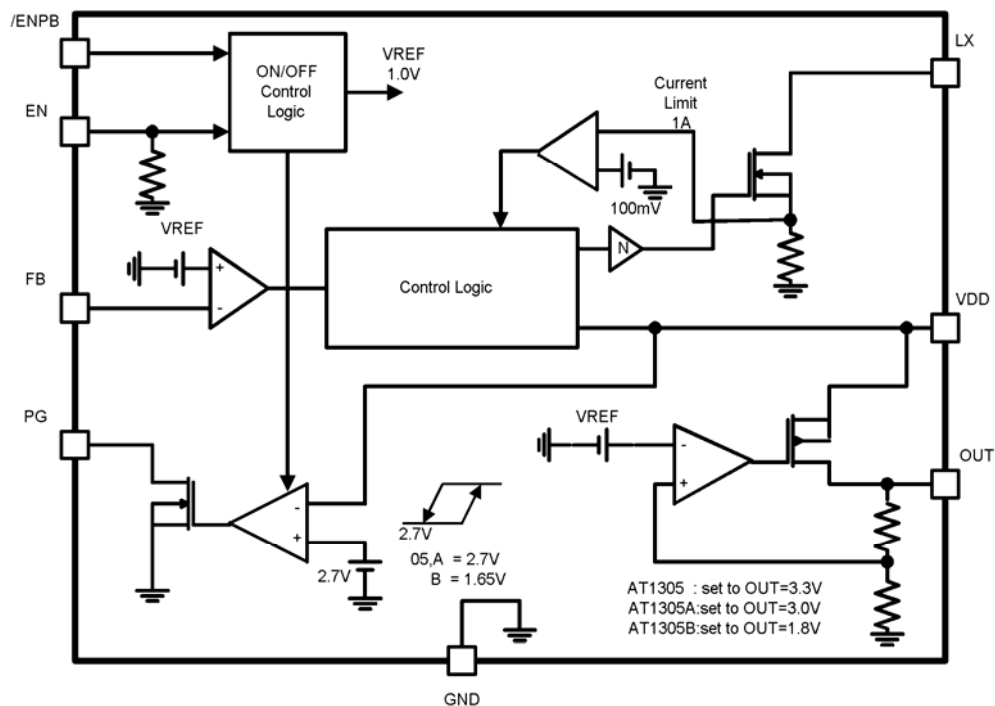 /ENPB
LX
ON/OFF
Control
Logic
VREF
1.0V
EN
Current
Limit
1A
100mV
VREF
+
-
N
FB
Control Logic
VDD
PG
VREF
-
+
OUT
-
+
2.7V
2.7V
05,A = 2.7V
B = 1.65V
AT1305 : set to OUT=3.3V
AT1305A:set to OUT=3.0V
AT1305B:set to OUT=1.8V
GND